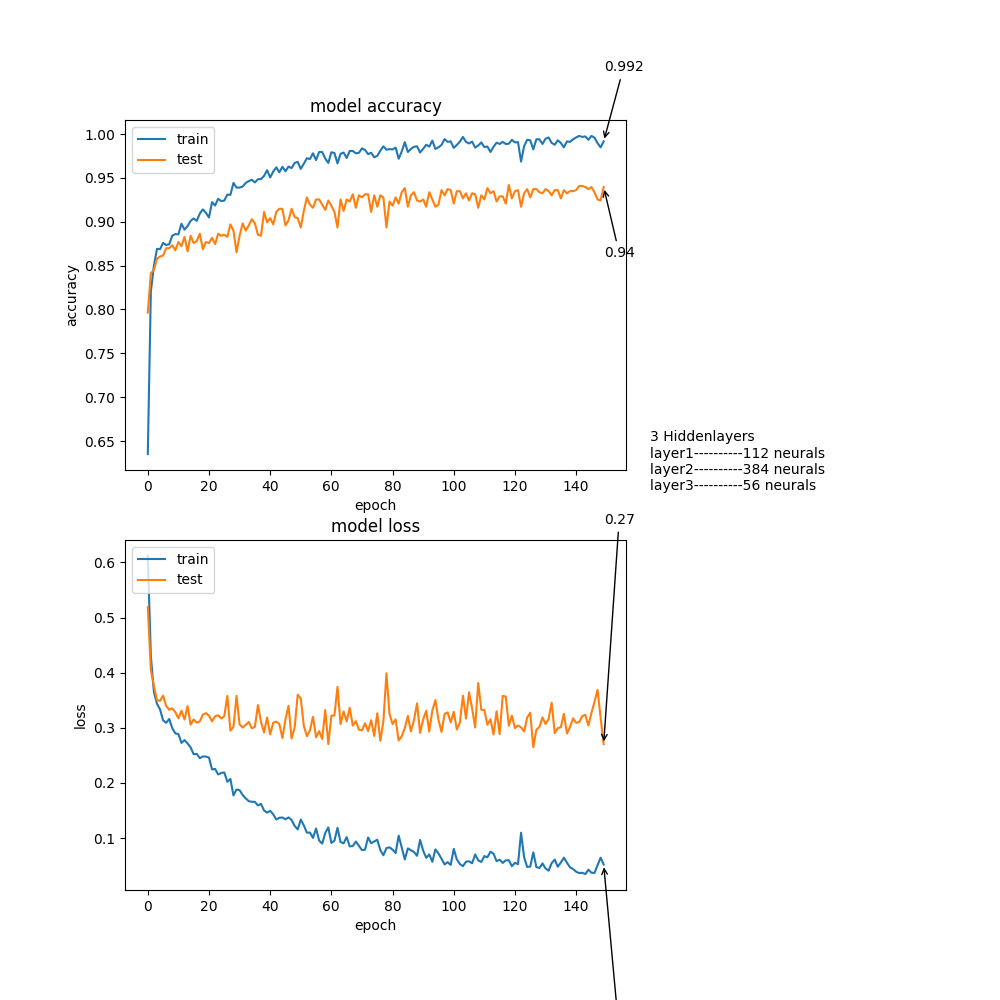 0.992
model accuracy
train
test
1.00
0.95
0.90
0.85
0.80
0.75
0.70
0.65
accuracy
0.94
0 20 40 60 80 100 120 140
epoch
3 Hiddenlayers
layer1----------112 neurals
layer2----------384 neurals
layer3----------56 neurals
model loss
0.27
train
test
0.6
0.5
0.4
0.3
0.2
0.1
loss
0 20 40 60 80 100 120 140
epoch